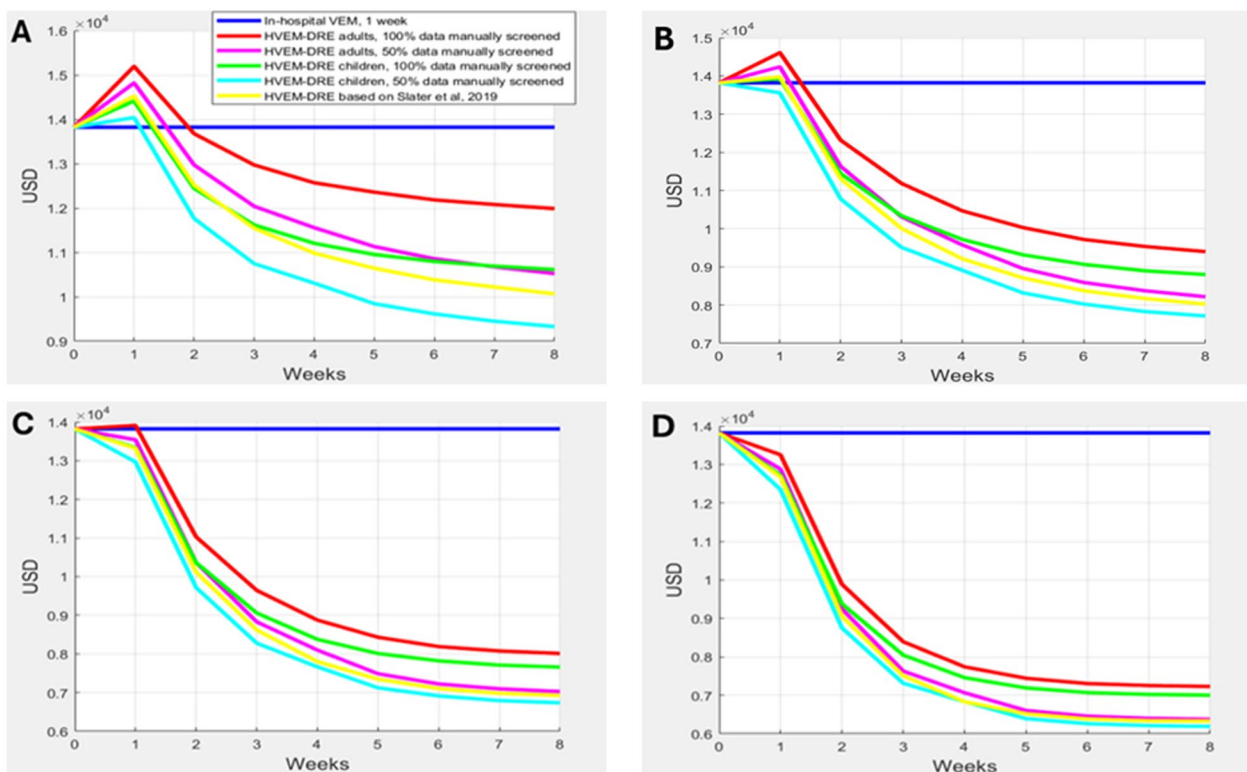 A
×10⁴
In-hospital VEM, 1 week
HVEM-DRE adults, 100% data manually screened
HVEM-DRE adults, 50% data manually screened
HVEM-DRE children, 100% data manually screened
HVEM-DRE children, 50% data manually screened
HVEM-DRE based on Slater et al, 2019
1.6
1.5
1.4
1.3
1.2
1.1
1
0.9
USD
0 1 2 3 4 5 6 7 8
Weeks
B
×10⁴
1.5
1.4
1.3
1.2
1.1
1
0.9
0.8
0.7
USD
0 1 2 3 4 5 6 7 8
Weeks
C
×10⁴
1.4
1.3
1.2
1.1
1
0.9
0.8
0.7
0.6
USD
0 1 2 3 4 5 6 7 8
Weeks
D
×10⁴
1.4
1.3
1.2
1.1
1
0.9
0.8
0.7
0.6
USD
0 1 2 3 4 5 6 7 8
Weeks